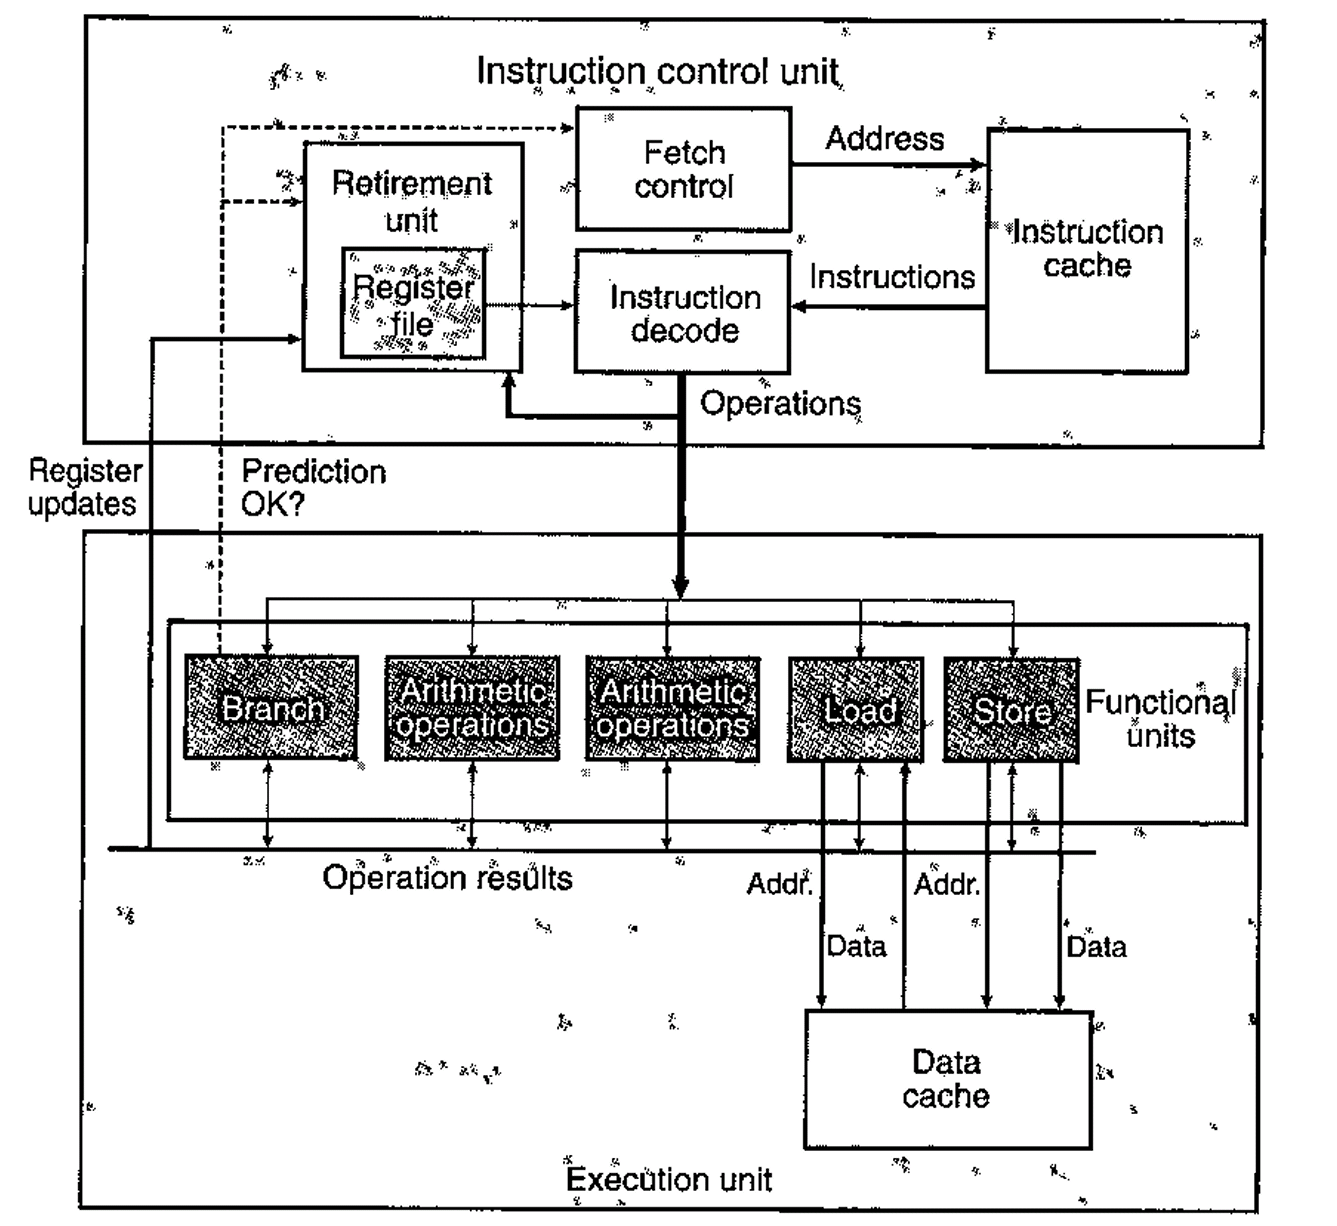 Instruction control unit
Fetch
control
Address
Retirement
unit
Instruction
cache
Register
file
Instruction
decode
Instructions
Operations
Register
updates
Prediction
OK?
Branch
Arithmetic
operations
Arithmetic
operations
Load
Store
Functional
units
Operation results
Addr.
Addr.
Data
Data
Data
cache
Execution unit